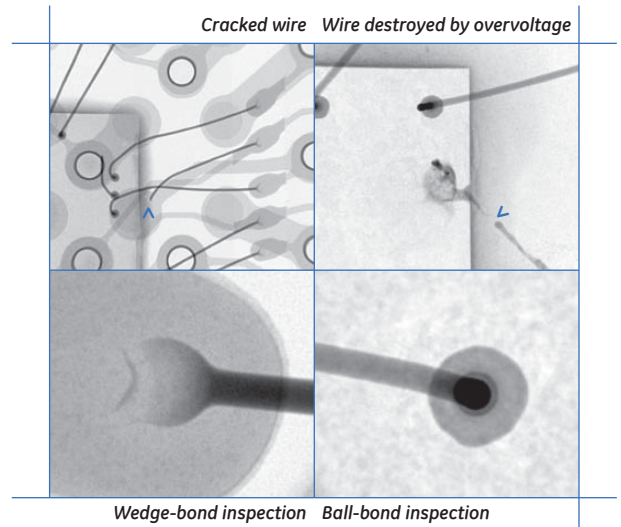 Cracked wire
Wire destroyed by overvoltage
Wedge-bond inspection
Ball-bond inspection